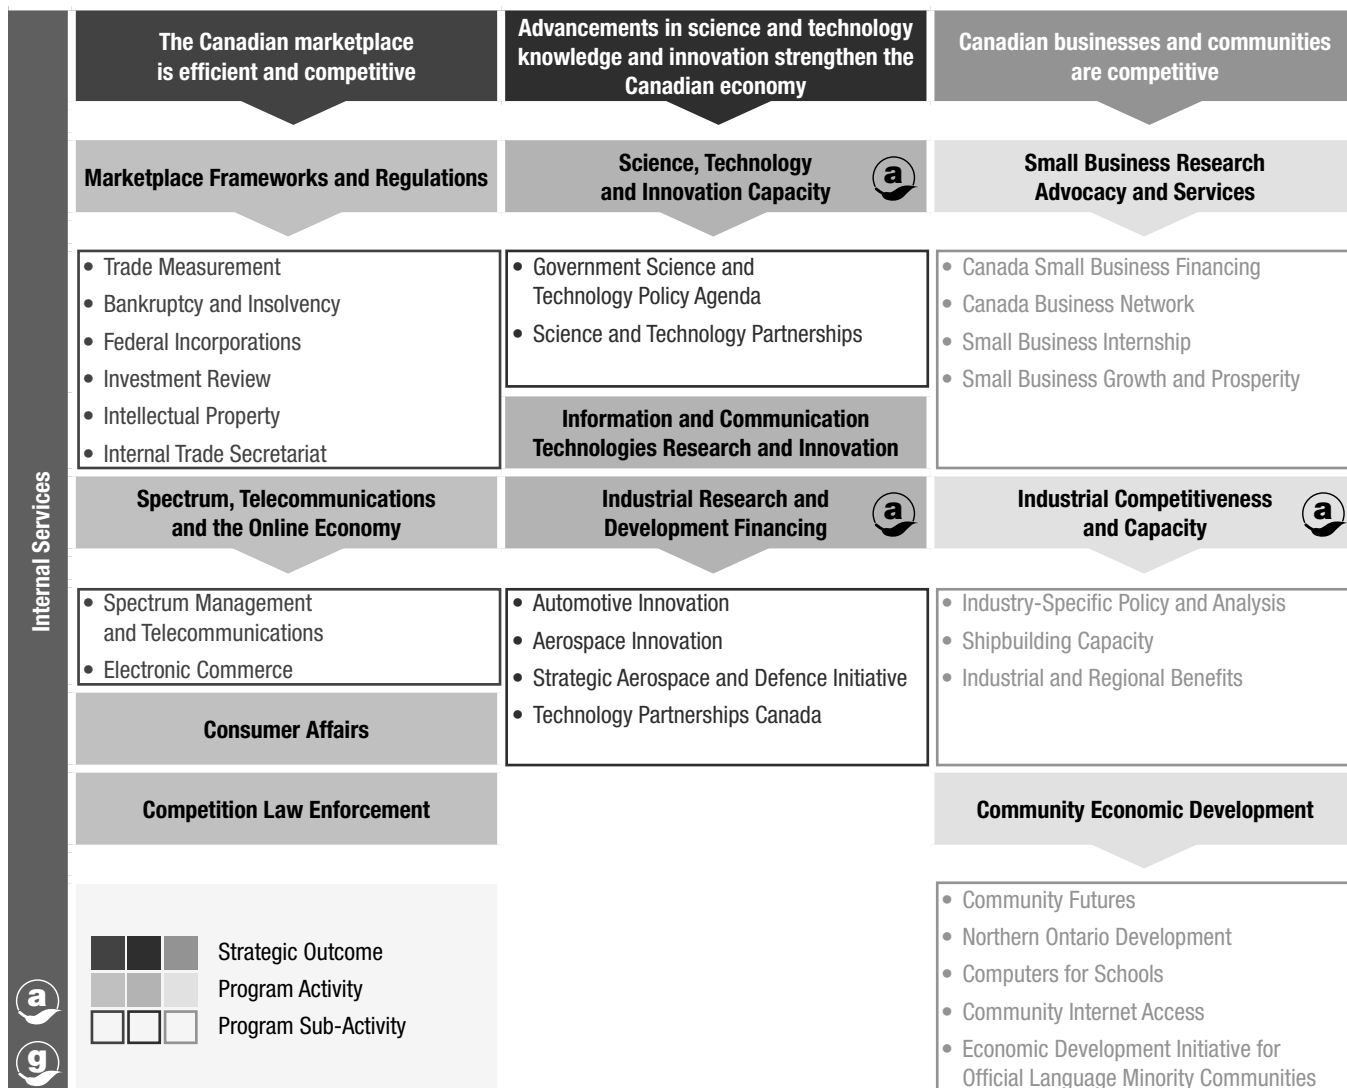 The Canadian marketplace
is efficient and competitive
Advancements in science and technology
knowledge and innovation strengthen the
Canadian economy
Canadian businesses and communities
are competitive
Internal Services
a
g
Marketplace Frameworks and Regulations
• Trade Measurement
• Bankruptcy and Insolvency
• Federal Incorporations
• Investment Review
• Intellectual Property
• Internal Trade Secretariat
Spectrum, Telecommunications
and the Online Economy
• Spectrum Management
and Telecommunications
• Electronic Commerce
Consumer Affairs
Competition Law Enforcement
Science, Technology
and Innovation Capacity
a
• Government Science and
Technology Policy Agenda
• Science and Technology Partnerships
Information and Communication
Technologies Research and Innovation
Industrial Research and
Development Financing
a
• Automotive Innovation
• Aerospace Innovation
• Strategic Aerospace and Defence Initiative
• Technology Partnerships Canada
Small Business Research
Advocacy and Services
• Canada Small Business Financing
• Canada Business Network
• Small Business Internship
• Small Business Growth and Prosperity
Industrial Competitiveness
and Capacity
a
• Industry-Specific Policy and Analysis
• Shipbuilding Capacity
• Industrial and Regional Benefits
Community Economic Development
• Community Futures
• Northern Ontario Development
• Computers for Schools
• Community Internet Access
• Economic Development Initiative for
Official Language Minority Communities
Strategic Outcome
Program Activity
Program Sub-Activity